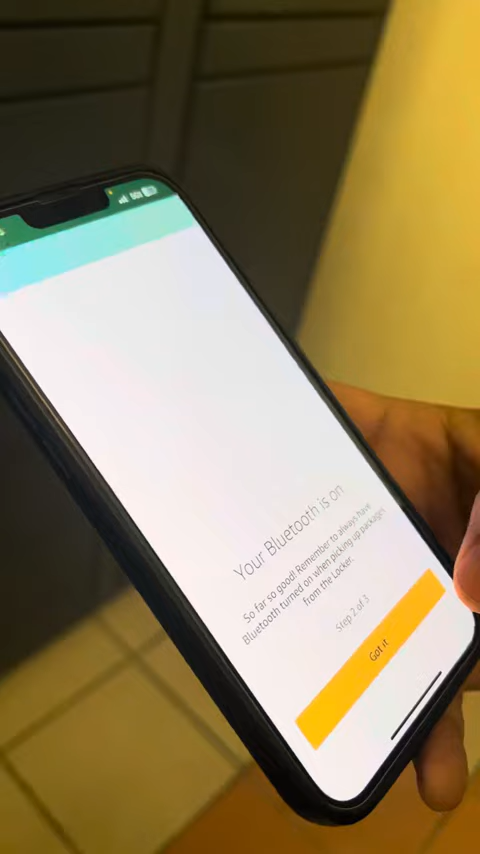 Your Bluetooth is on
So far so good! Remember to always have
Bluetooth turned on when picking up packages
from the Locker.
Step 2 of 3
Got it